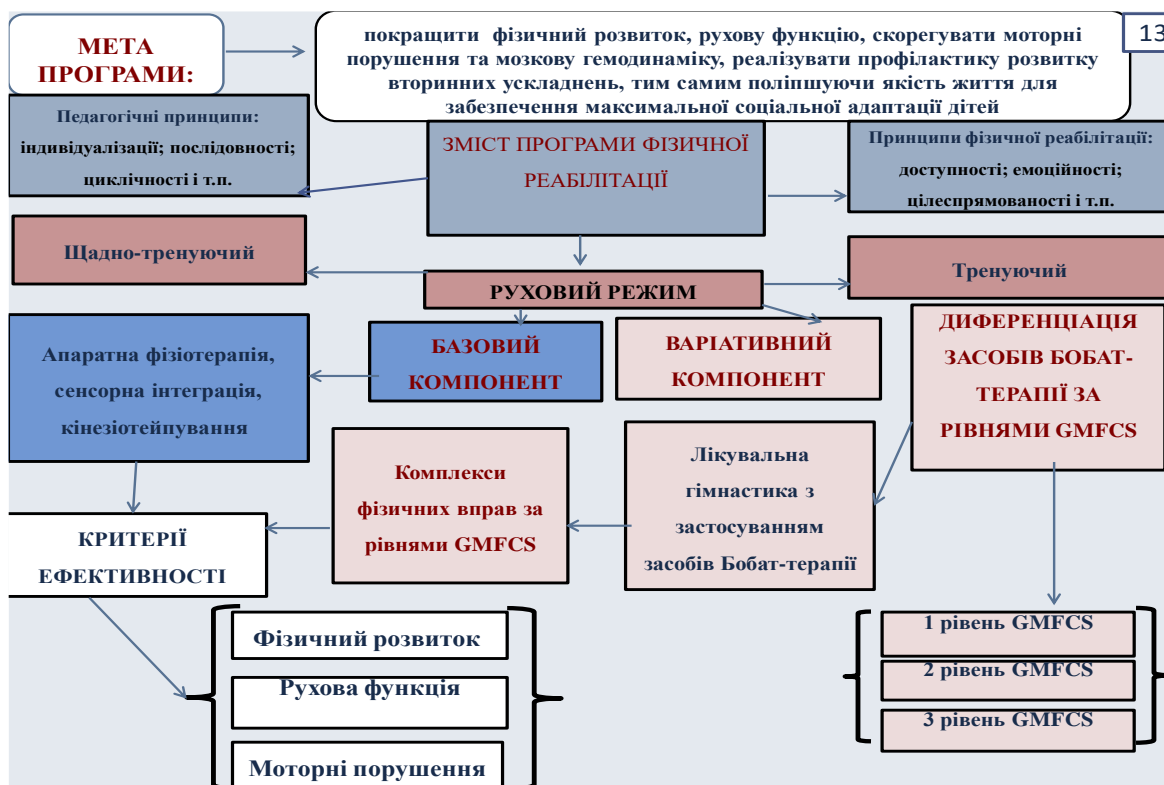 МЕТА
ПРОГРАМИ:
покращити фізичний розвиток, рухову функцію, скорегувати моторні
порушення та мозкову гемодинаміку, реалізувати профілактику розвитку
вторинних ускладнень, тим самим поліпшуючи якість життя для
забезпечення максимальної соціальної адаптації дітей
13
Педагогічні принципи:
індивидуалізації; послідовності;
циклічності і т.п.
ЗМІСТ ПРОГРАМИ ФІЗИЧНОЇ
РЕАБІЛІТАЦІЇ
Принципи фізичної реабілітації:
доступності; емоційності;
цілеспрямованості і т.п.
Щадно-тренуючий
РУХОВИЙ РЕЖИМ
Тренуючий
Апаратна фізіотерапія,
сенсорна інтеграція,
кінезіотейпування
БАЗОВИЙ
КОМПОНЕНТ
ВАРІАТИВНИЙ
КОМПОНЕНТ
ДИФЕРЕНЦІАЦІЯ
ЗАСОБІВ БОБАТ-
ТЕРАПІЇ ЗА
РІВНЯМИ GMFCS
Комплекси
фізичних вправ за
рівнями GMFCS
Лікувальна
гімнастика з
застосуванням
засобів Бобат-терапії
КРИТЕРІЇ
ЕФЕКТИВНОСТІ
Фізичний розвиток
Рухова функція
Моторні порушення
1 рівень GMFCS
2 рівень GMFCS
3 рівень GMFCS